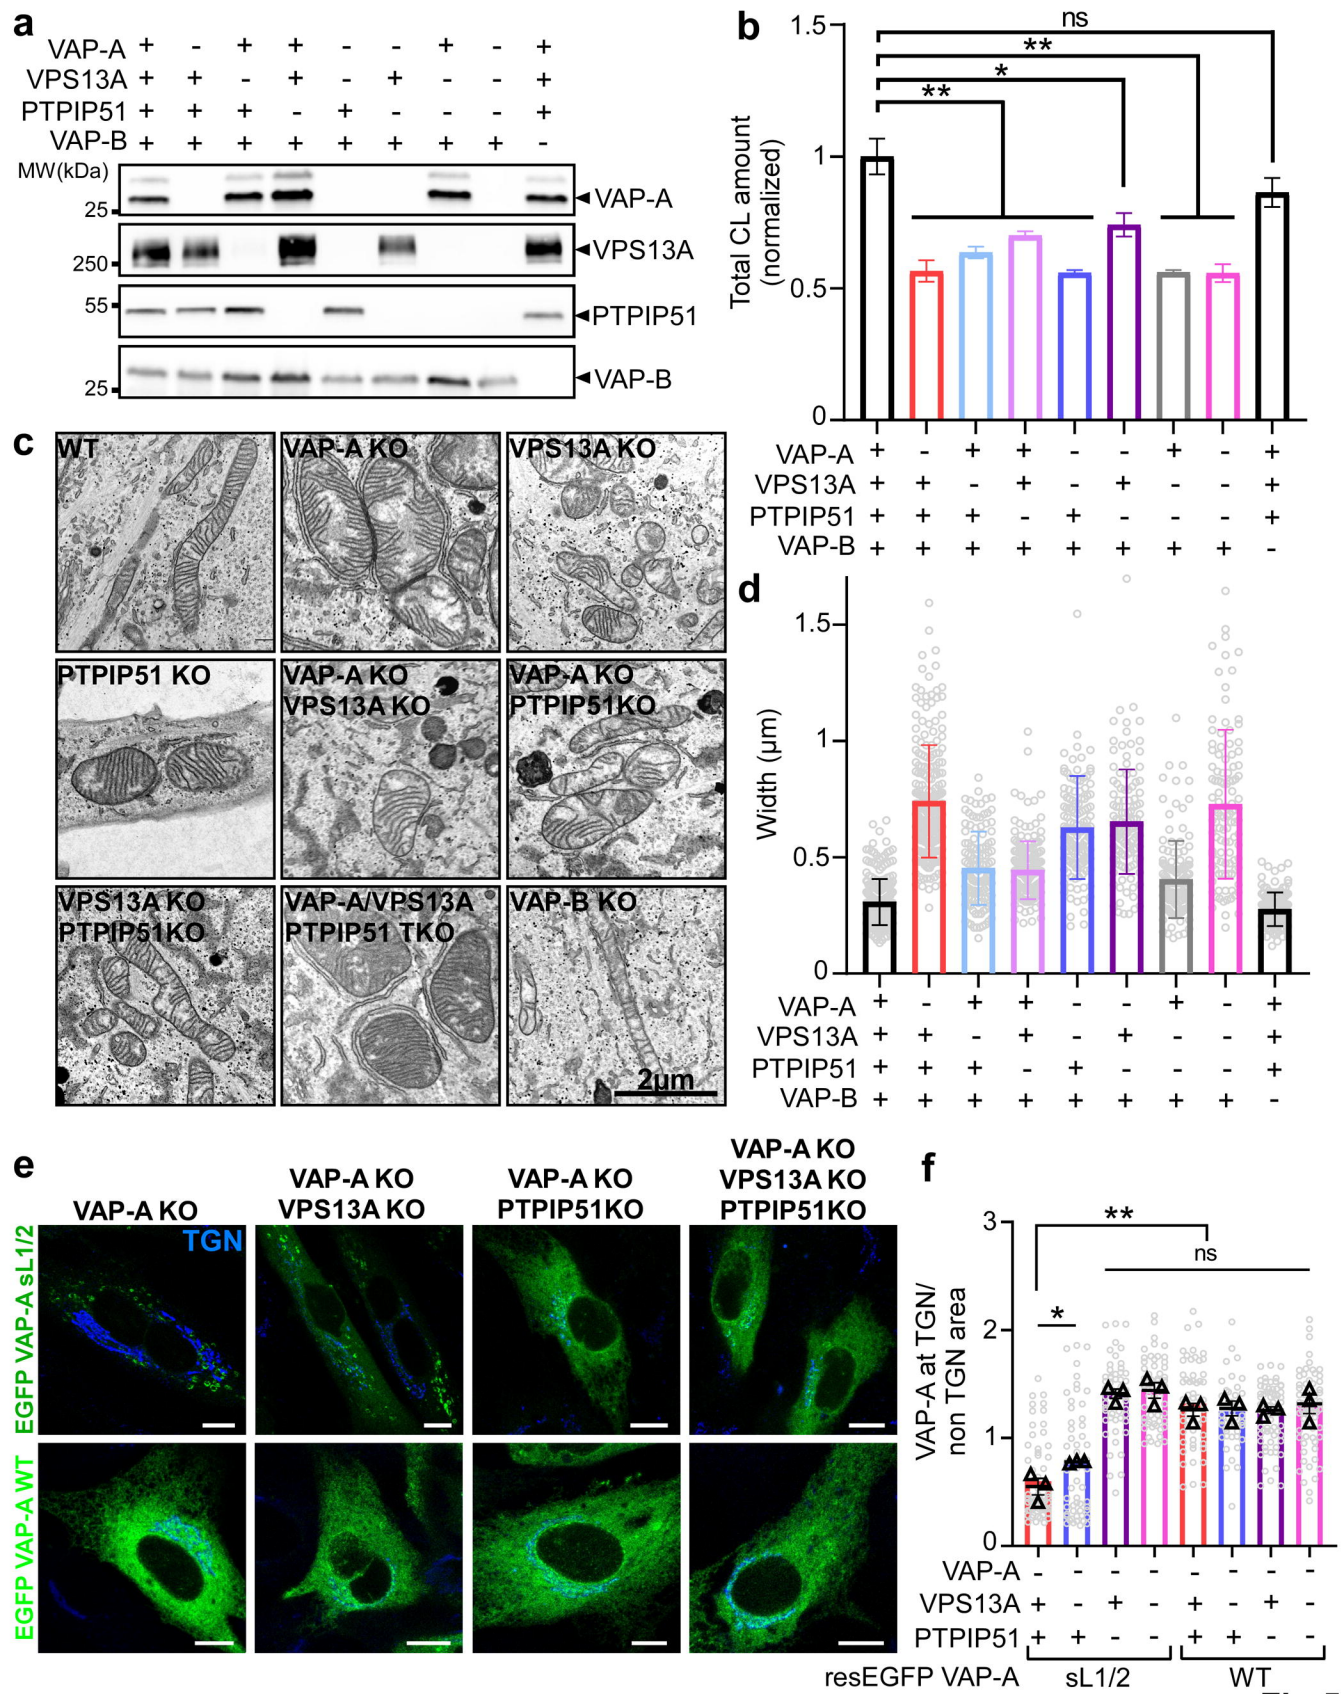 a
VAP-A + - + + - - + - +
VPS13A + + - + - + - - +
PTPIP51 + + + - + - - - +
VAP-B + + + + + + + + -
MW(kDa)
25
VAP-A
250
VPS13A
55
PTPIP51
25
VAP-B
b
ns
**
*
**
Total CL amount
(normalized)
1.5
1
0.5
0
VAP-A + - + + - - + - +
VPS13A + + - + - + - - +
PTPIP51 + + + - + - - - +
VAP-B + + + + + + + + -
c
WT
VAP-A KO
VPS13A KO
PTPIP51 KO
VAP-A KO
VPS13A KO
VAP-A KO
PTPIP51KO
VPS13A KO
PTPIP51KO
VAP-A/VPS13A
PTPIP51 TKO
VAP-B KO
2µm
d
Width (µm)
1.5
1
0.5
0
VAP-A + - + + - - + - +
VPS13A + + - + - + - - +
PTPIP51 + + + - + - - - +
VAP-B + + + + + + + + -
e
VAP-A KO
VAP-A KO
VPS13A KO
VAP-A KO
PTPIP51KO
VAP-A KO
VPS13A KO
PTPIP51KO
EGFP VAP-A sL1/2
TGN
EGFP VAP-A WT
f
**
ns
*
VAP-A at TGN/
non TGN area
3
2
1
0
VAP-A - - - - - - - -
VPS13A + - + - + - + -
PTPIP51 + + - - + + - -
resEGFP VAP-A sL1/2 WT